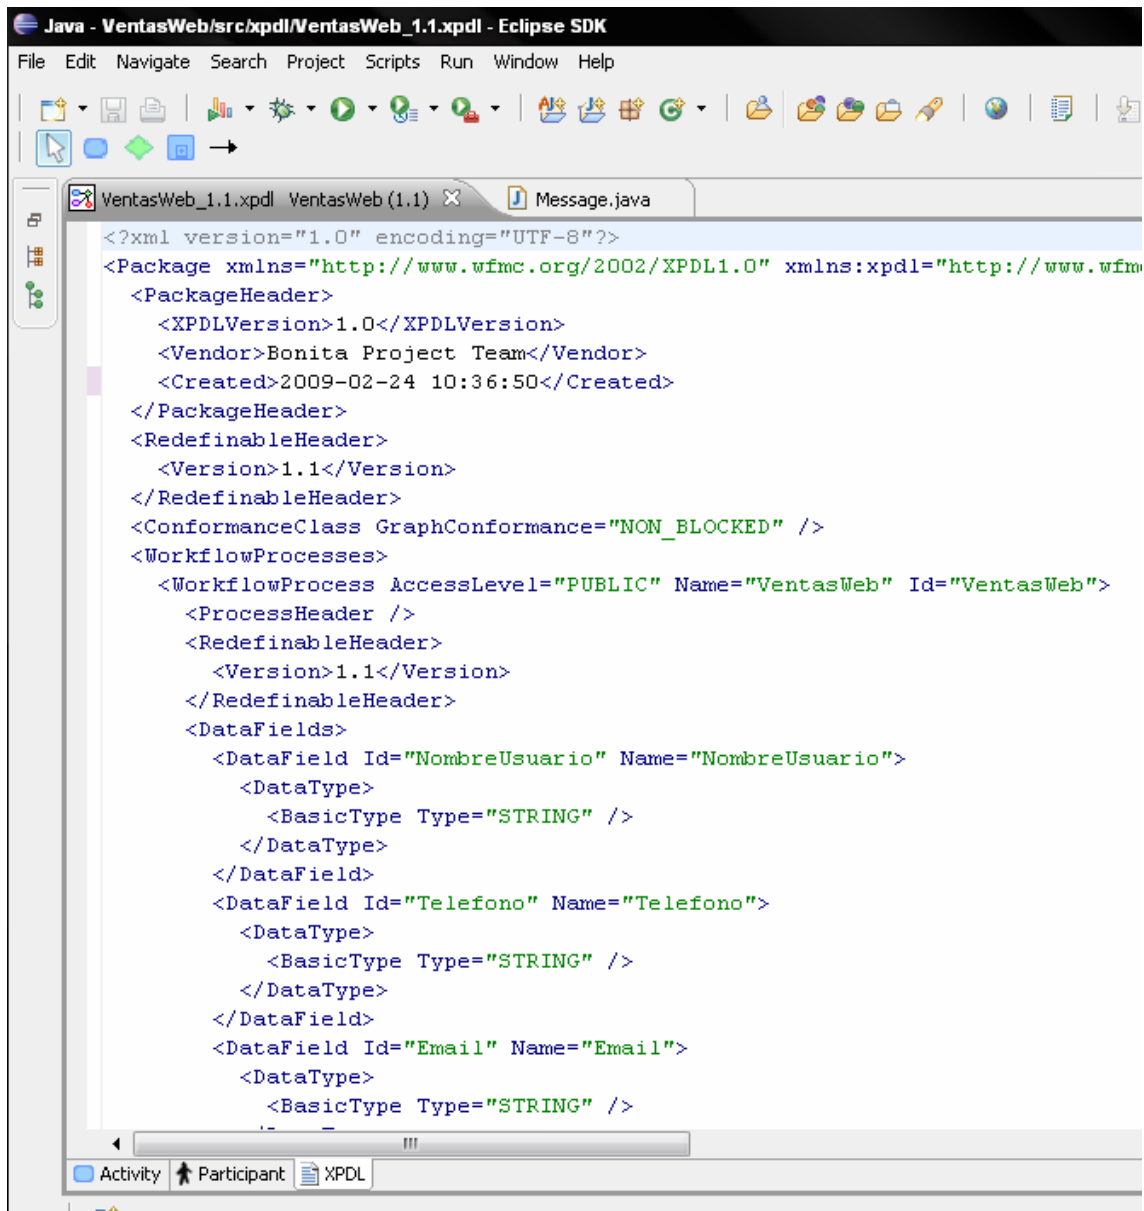 Java - VentasWeb/src/xpdl/VentasWeb_1.1.xpdl - Eclipse SDK
File Edit Navigate Search Project Scripts Run Window Help
VentasWeb_1.1.xpdl VentasWeb (1.1) Message.java
<?xml version="1.0" encoding="UTF-8"?>
<Package xmlns="http://www.wfmc.org/2002/XPDL1.0" xmlns:xpdl="http://www.wfm
<PackageHeader>
<XPDLVersion>1.0</XPDLVersion>
<Vendor>Bonita Project Team</Vendor>
<Created>2009-02-24 10:36:50</Created>
</PackageHeader>
<RedefinableHeader>
<Version>1.1</Version>
</RedefinableHeader>
<ConformanceClass GraphConformance="NON_BLOCKED" />
<WorkflowProcesses>
<WorkflowProcess AccessLevel="PUBLIC" Name="VentasWeb" Id="VentasWeb">
<ProcessHeader />
<RedefinableHeader>
<Version>1.1</Version>
</RedefinableHeader>
<DataFields>
<DataField Id="NombreUsuario" Name="NombreUsuario">
<DataType>
<BasicType Type="STRING" />
</DataType>
</DataField>
<DataField Id="Telefono" Name="Telefono">
<DataType>
<BasicType Type="STRING" />
</DataType>
</DataField>
<DataField Id="Email" Name="Email">
<DataType>
<BasicType Type="STRING" />
Activity Participant XPDL